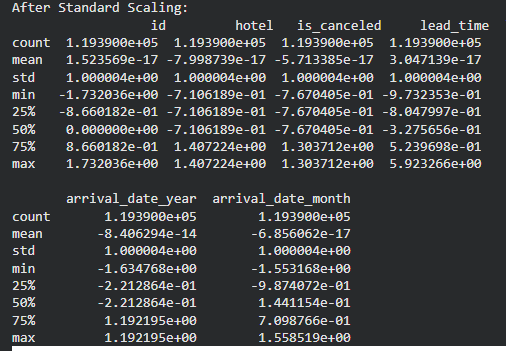 After Standard Scaling:
id hotel is_canceled lead_time
count 1.193900e+05 1.193900e+05 1.193900e+05 1.193900e+05
mean 1.523569e-17 -7.998739e-17 -5.713385e-17 3.047139e-17
std 1.000004e+00 1.000004e+00 1.000004e+00 1.000004e+00
min -1.732036e+00 -7.106189e-01 -7.670405e-01 -9.732353e-01
25% -8.660182e-01 -7.106189e-01 -7.670405e-01 -8.047997e-01
50% 0.000000e+00 -7.106189e-01 -7.670405e-01 -3.275656e-01
75% 8.660182e-01 1.407224e+00 1.303712e+00 5.239698e-01
max 1.732036e+00 1.407224e+00 1.303712e+00 5.923266e+00
arrival_date_year arrival_date_month
count 1.193900e+05 1.193900e+05
mean -8.406294e-14 -6.856062e-17
std 1.000004e+00 1.000004e+00
min -1.634768e+00 -1.553168e+00
25% -2.212864e-01 -9.874072e-01
50% -2.212864e-01 1.441154e-01
75% 1.192195e+00 7.098766e-01
max 1.192195e+00 1.558519e+00